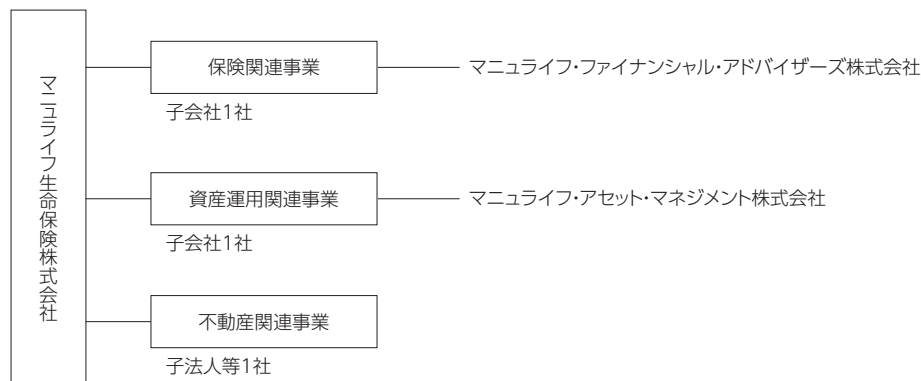 マニュライフ生命保険株式会社
保険関連事業
マニュライフ・ファイナンシャル・アドバイザーズ株式会社
子会社1社
資産運用関連事業
マニュライフ・アセット・マネジメント株式会社
子会社1社
不動産関連事業
子法人等1社